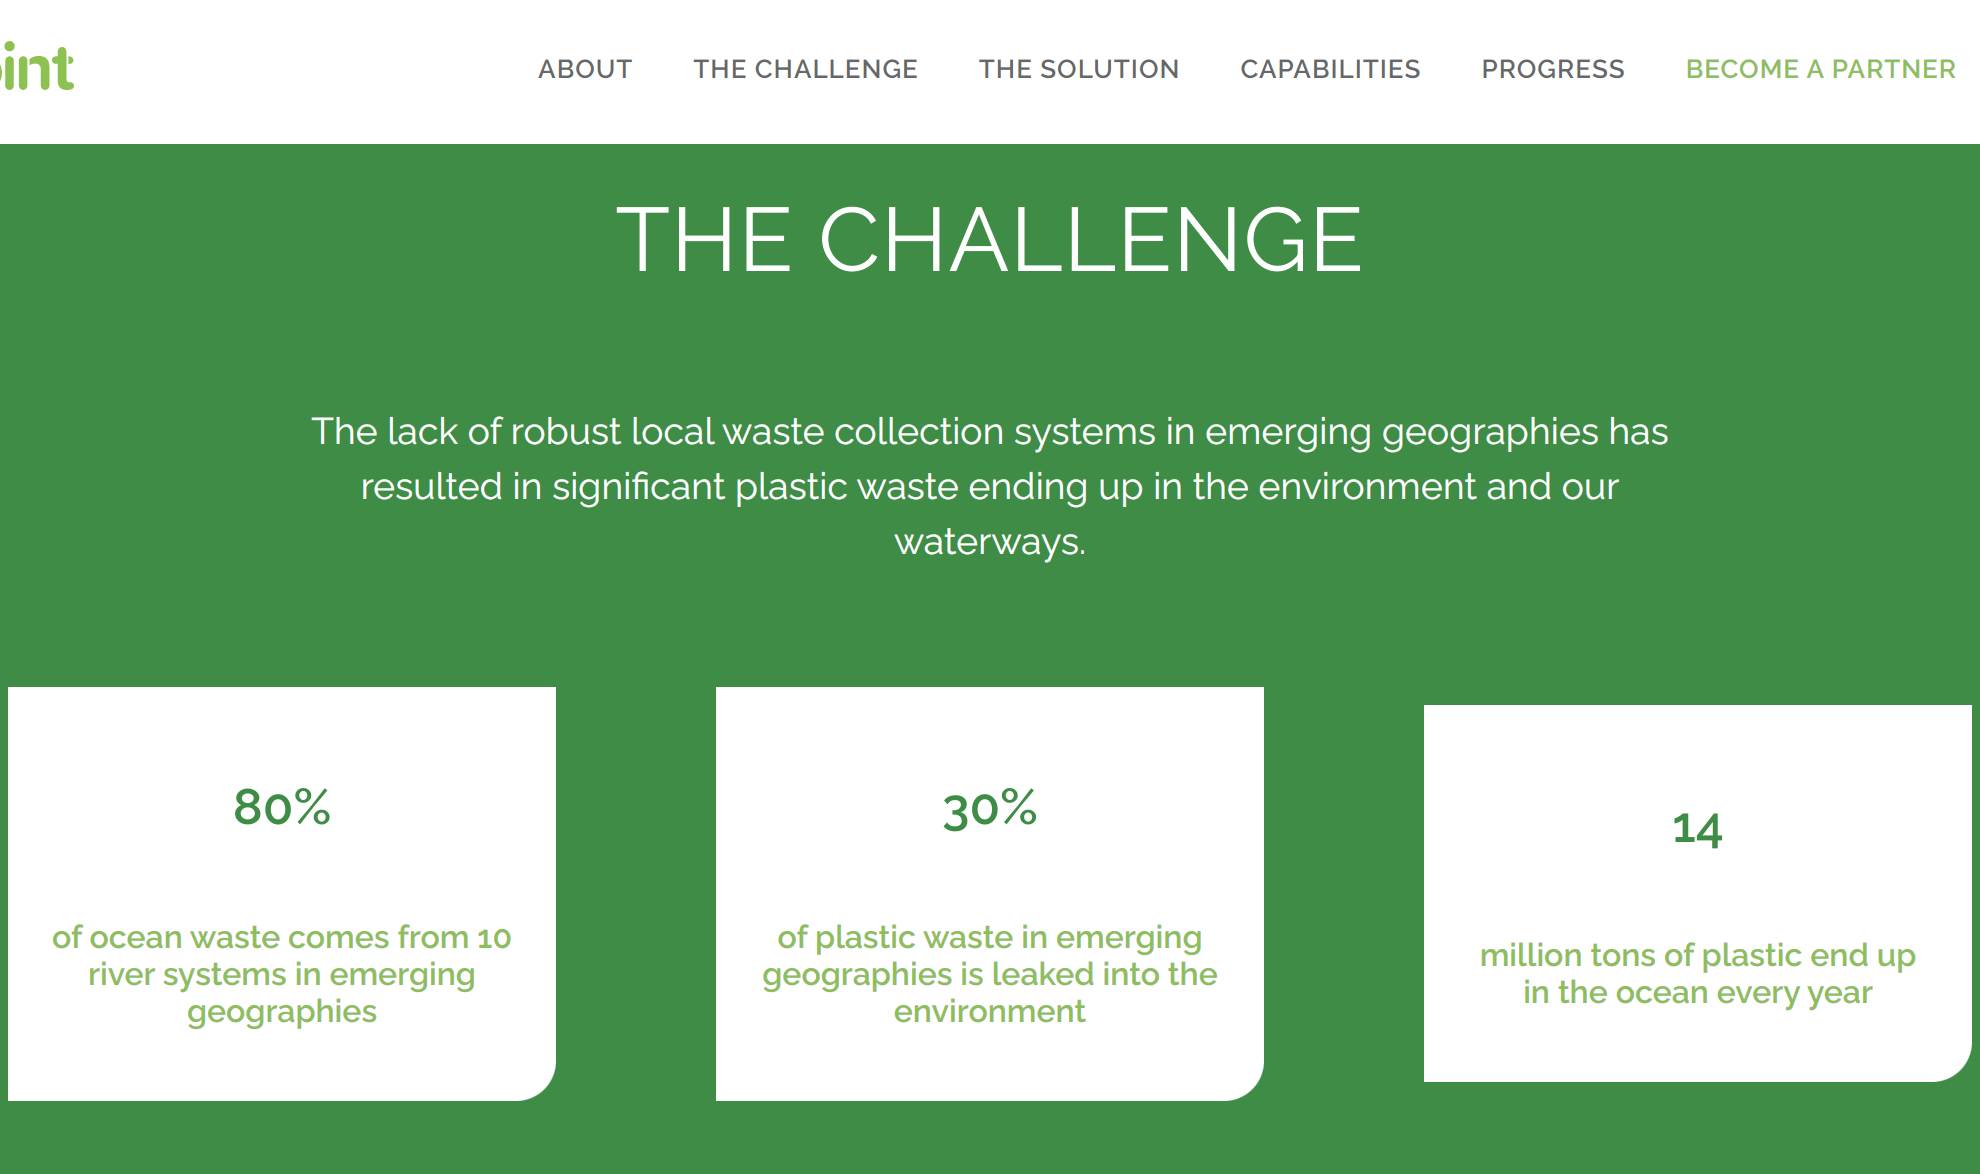 ABOUT THE CHALLENGE THE SOLUTION CAPABILITIES PROGRESS BECOME A PARTNER
THE CHALLENGE
The lack of robust local waste collection systems in emerging geographies has
resulted in significant plastic waste ending up in the environment and our
waterways.
80%
of ocean waste comes from 10
river systems in emerging
geographies
30%
of plastic waste in emerging
geographies is leaked into the
environment
14
million tons of plastic end up
in the ocean every year